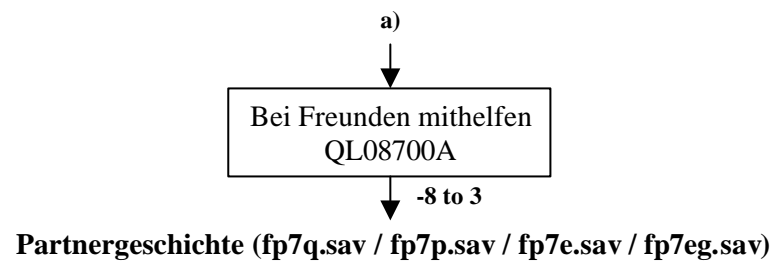 a)
Bei Freunden mithelfen
QL08700A
-8 to 3
Partnergeschichte (fp7q.sav / fp7p.sav / fp7e.sav / fp7eg.sav)